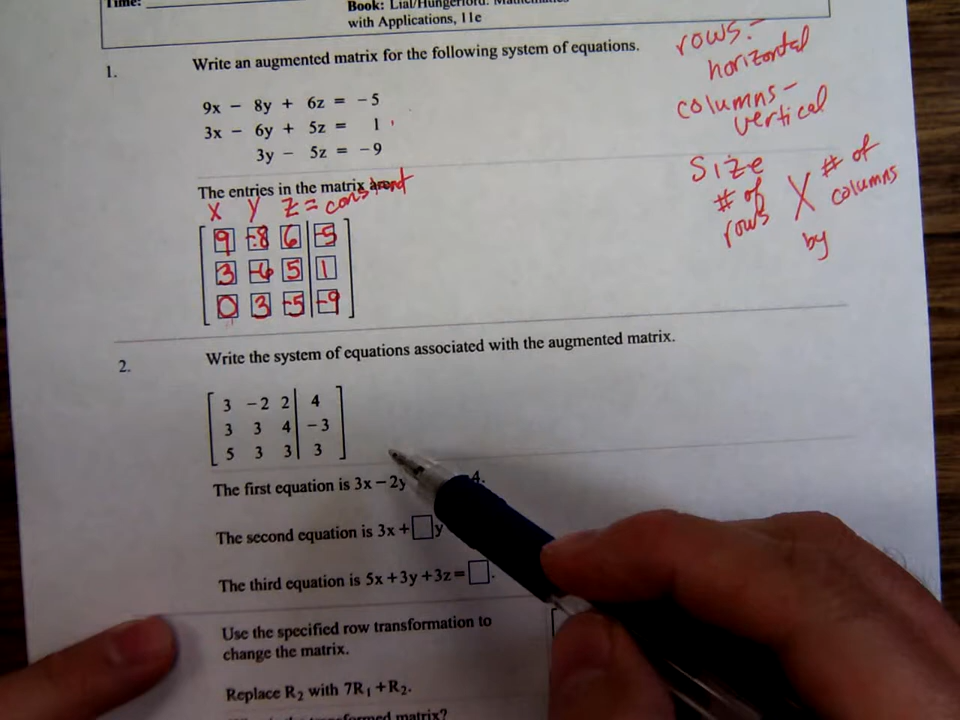 Time:
Book: Lial/Hungerford: Mathematics
with Applications, 11e
1.
Write an augmented matrix for the following system of equations.
9x − 8y + 6z = −5
3x − 6y + 5z = 1
3y − 5z = −9
rows -
horizontal
columns -
vertical
Size
# of rows X # of columns
by
The entries in the matrix are
x y z = constant
9 -8 6 -5
3 -6 5 1
0 3 -5 -9
2.
Write the system of equations associated with the augmented matrix.
3 −2 2 4
3 3 4 −3
5 3 3 3
The first equation is 3x − 2y 4.
The second equation is 3x + y
The third equation is 5x + 3y + 3z = .
Use the specified row transformation to
change the matrix.
Replace R₂ with 7R₁ + R₂.
matrix?